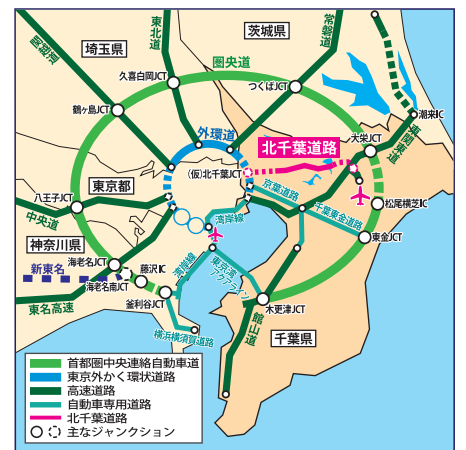 茨城県
常磐道
東北道
埼玉県
関越道
圏央道
久喜白岡JCT
つくばJCT
鶴ヶ島JCT
潮来IC
外環道
大栄JCT
東関東道
北千葉道路
(仮)北千葉JCT
東京都
京葉道路
八王子JCT
千葉東金道路
松尾横芝IC
中央道
湾岸線
東金JCT
神奈川県
海老名JCT
新東名
藤沢IC
東京湾
アクアライン
海老名南JCT
釜利谷JCT
木更津JCT
東名高速
館山道
横浜横須賀道路
千葉県
首都圏中央連絡自動車道
東京外かく環状道路
高速道路
自動車専用道路
北千葉道路
主なジャンクション